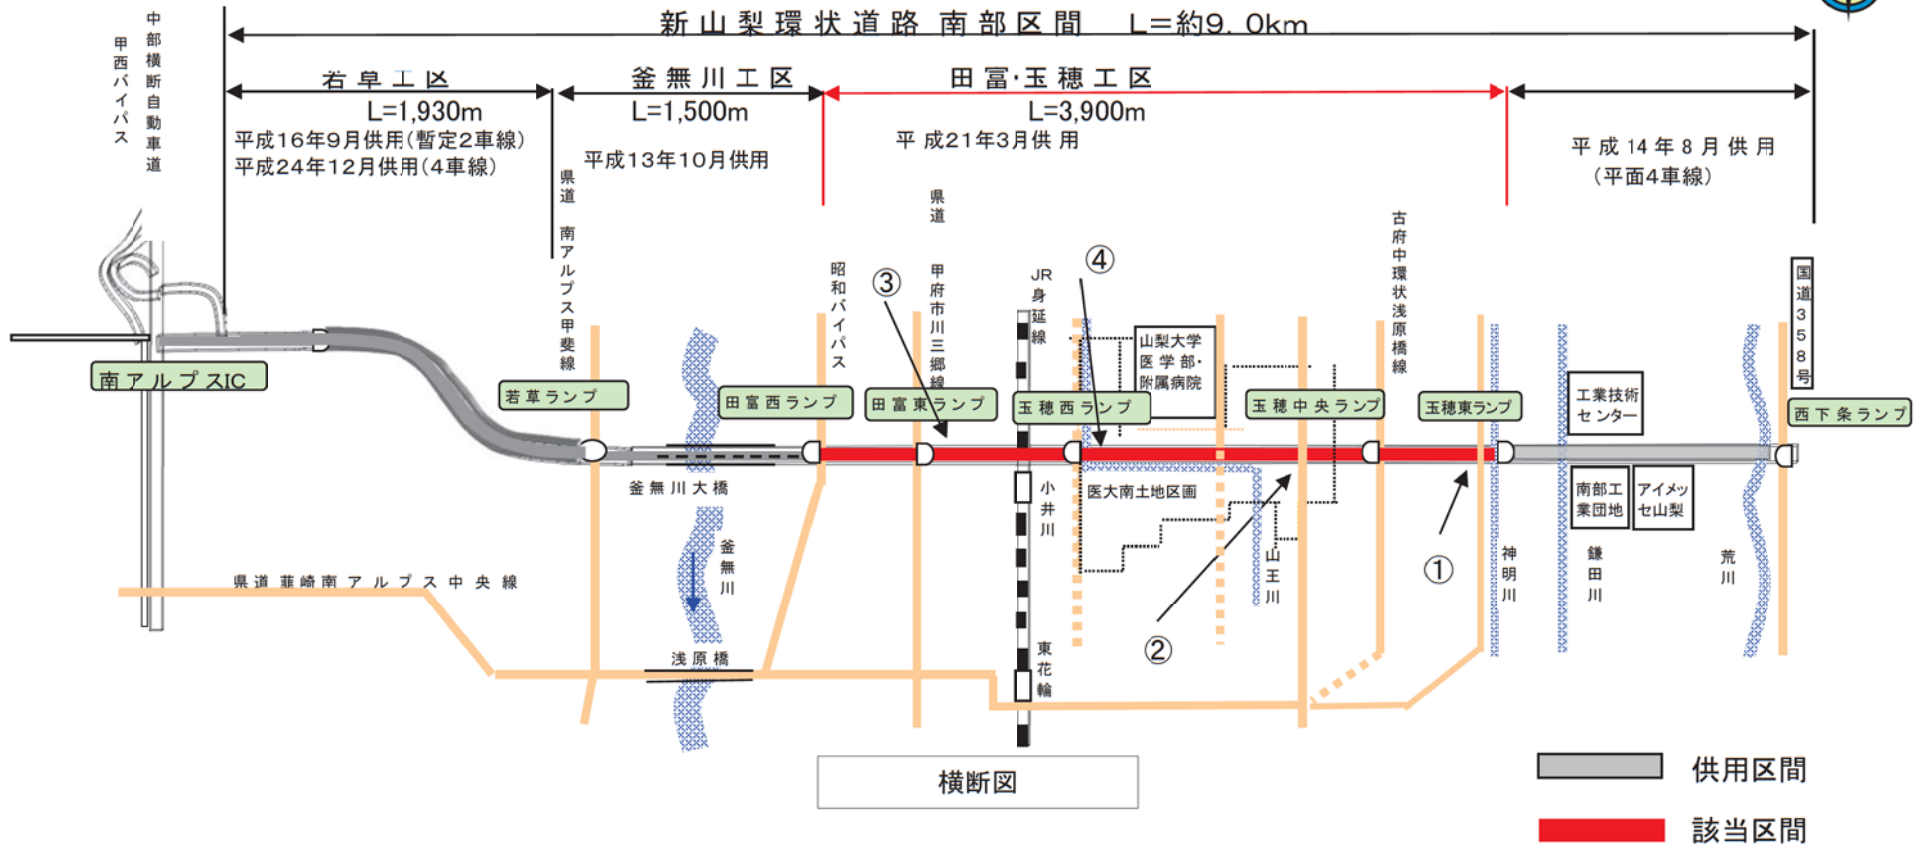 新山梨環状道路 南部区間 L=約9.0km
中部横断自動車道
甲西バイパス
若草工区
L=1,930m
平成16年9月供用(暫定2車線)
平成24年12月供用(4車線)
釜無川工区
L=1,500m
平成13年10月供用
田富・玉穂工区
L=3,900m
平成21年3月供用
平成14年8月供用
(平面4車線)
県道 南アルプス甲斐線
昭和バイパス
県道 甲府市川三郷線
JR身延線
古府中環状浅原橋線
国道358号
③
④
山梨大学
医学部・
附属病院
南アルプスIC
若草ランプ
田富西ランプ
田富東ランプ
玉穂西ランプ
玉穂中央ランプ
玉穂東ランプ
工業技術
センター
西下条ランプ
釜無川大橋
小井川
医大南土地区画
南部工
業団地
アイメッ
セ山梨
釜無川
山王川
①
神明川
鎌田川
荒川
県道韮崎南アルプス中央線
②
浅原橋
東花輪
横断図
供用区間
該当区間